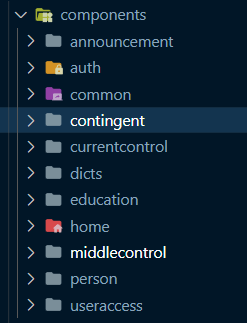 components
announcement
auth
common
contingent
currentcontrol
dicts
education
home
middlecontrol
person
useraccess